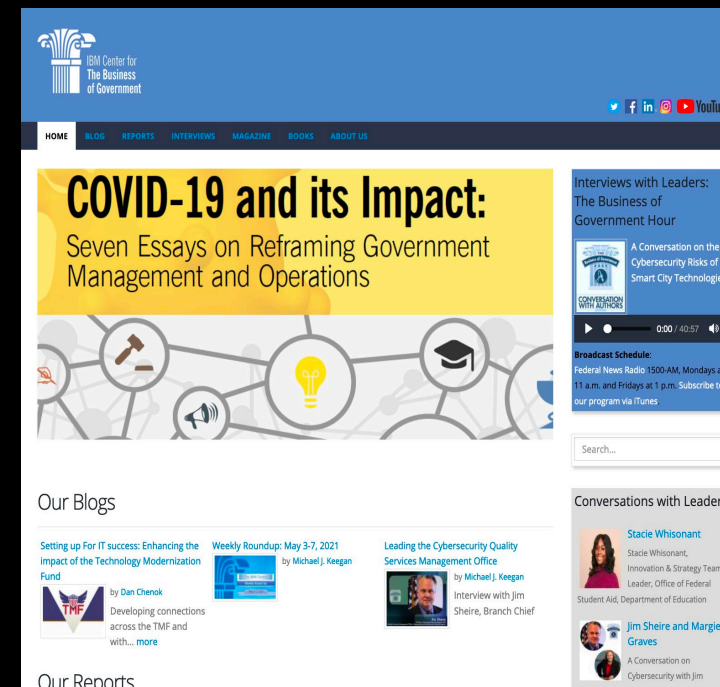 IBM Center for
The Business
of Government
HOME BLOG REPORTS INTERVIEWS MAGAZINE BOOKS ABOUT US
COVID-19 and its Impact:
Seven Essays on Reframing Government
Management and Operations
Interviews with Leaders:
The Business of
Government Hour
A Conversation on the
Cybersecurity Risks of
Smart City
CONVERSATION
WITH AUTHORS
0:00 / 40:57
Broadcast Schedule:
Federal News Radio 1500-AM, Mondays
11 a.m. and Fridays at 1 p.m. Subscribe
our program via iTunes.
Search...
Our Blogs
Setting up For IT success: Enhancing the
impact of the Technology Modernization
Fund
TMF
by Dan Chenok
Developing connections
across the TMF and
with... more
Weekly Roundup: May 3-7, 2021
by Michael J. Keegan
Leading the Cybersecurity Quality
Services Management Office
by Michael J. Keegan
Interview with Jim
Sheire, Branch Chief
Conversations with
Stacie Whisonant
Stacie Whisonant,
Innovation & Strategy
Leader, Office of Federal
Student Aid, Department of Education
Jim Sheire and Margie
Graves
A Conversation on
Cybersecurity with Jim
Our Reports